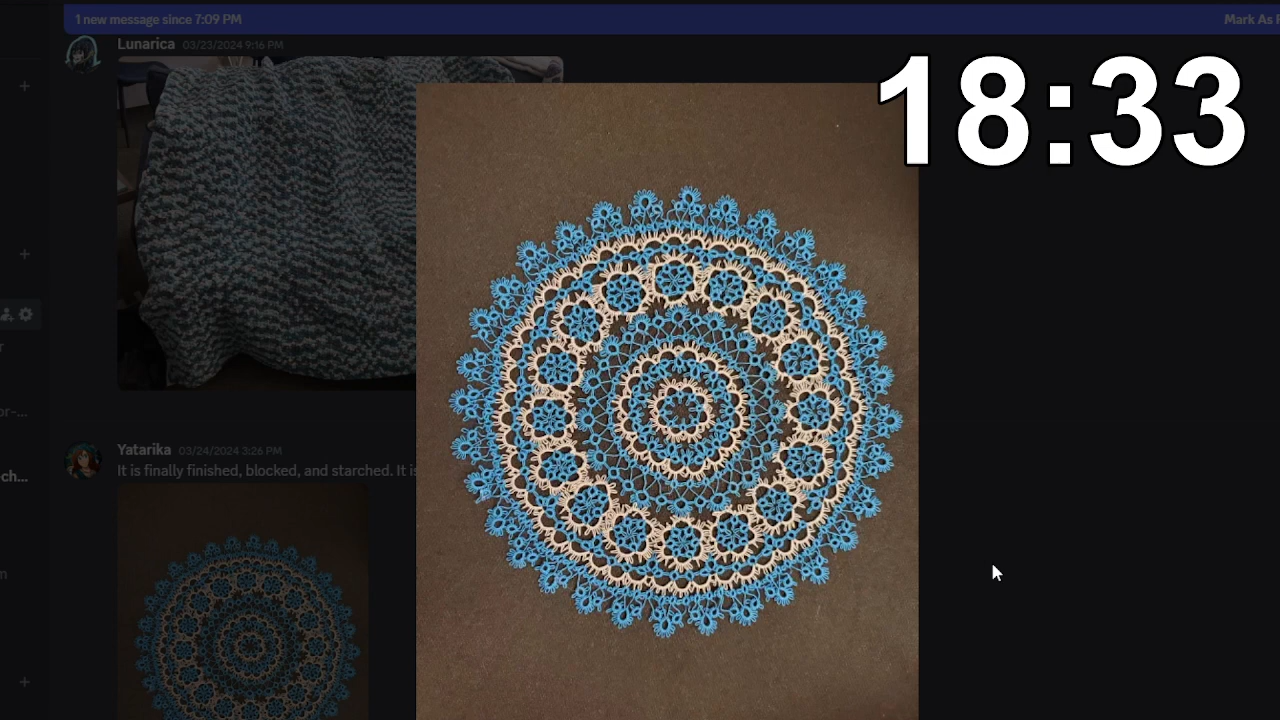 1 new message since 7:09 PM
Mark As
Lunarica 03/23/2024 9:16 PM
18:33
Yatarika 03/24/2024 3:26 PM
It is finally finished, blocked, and starched. It is